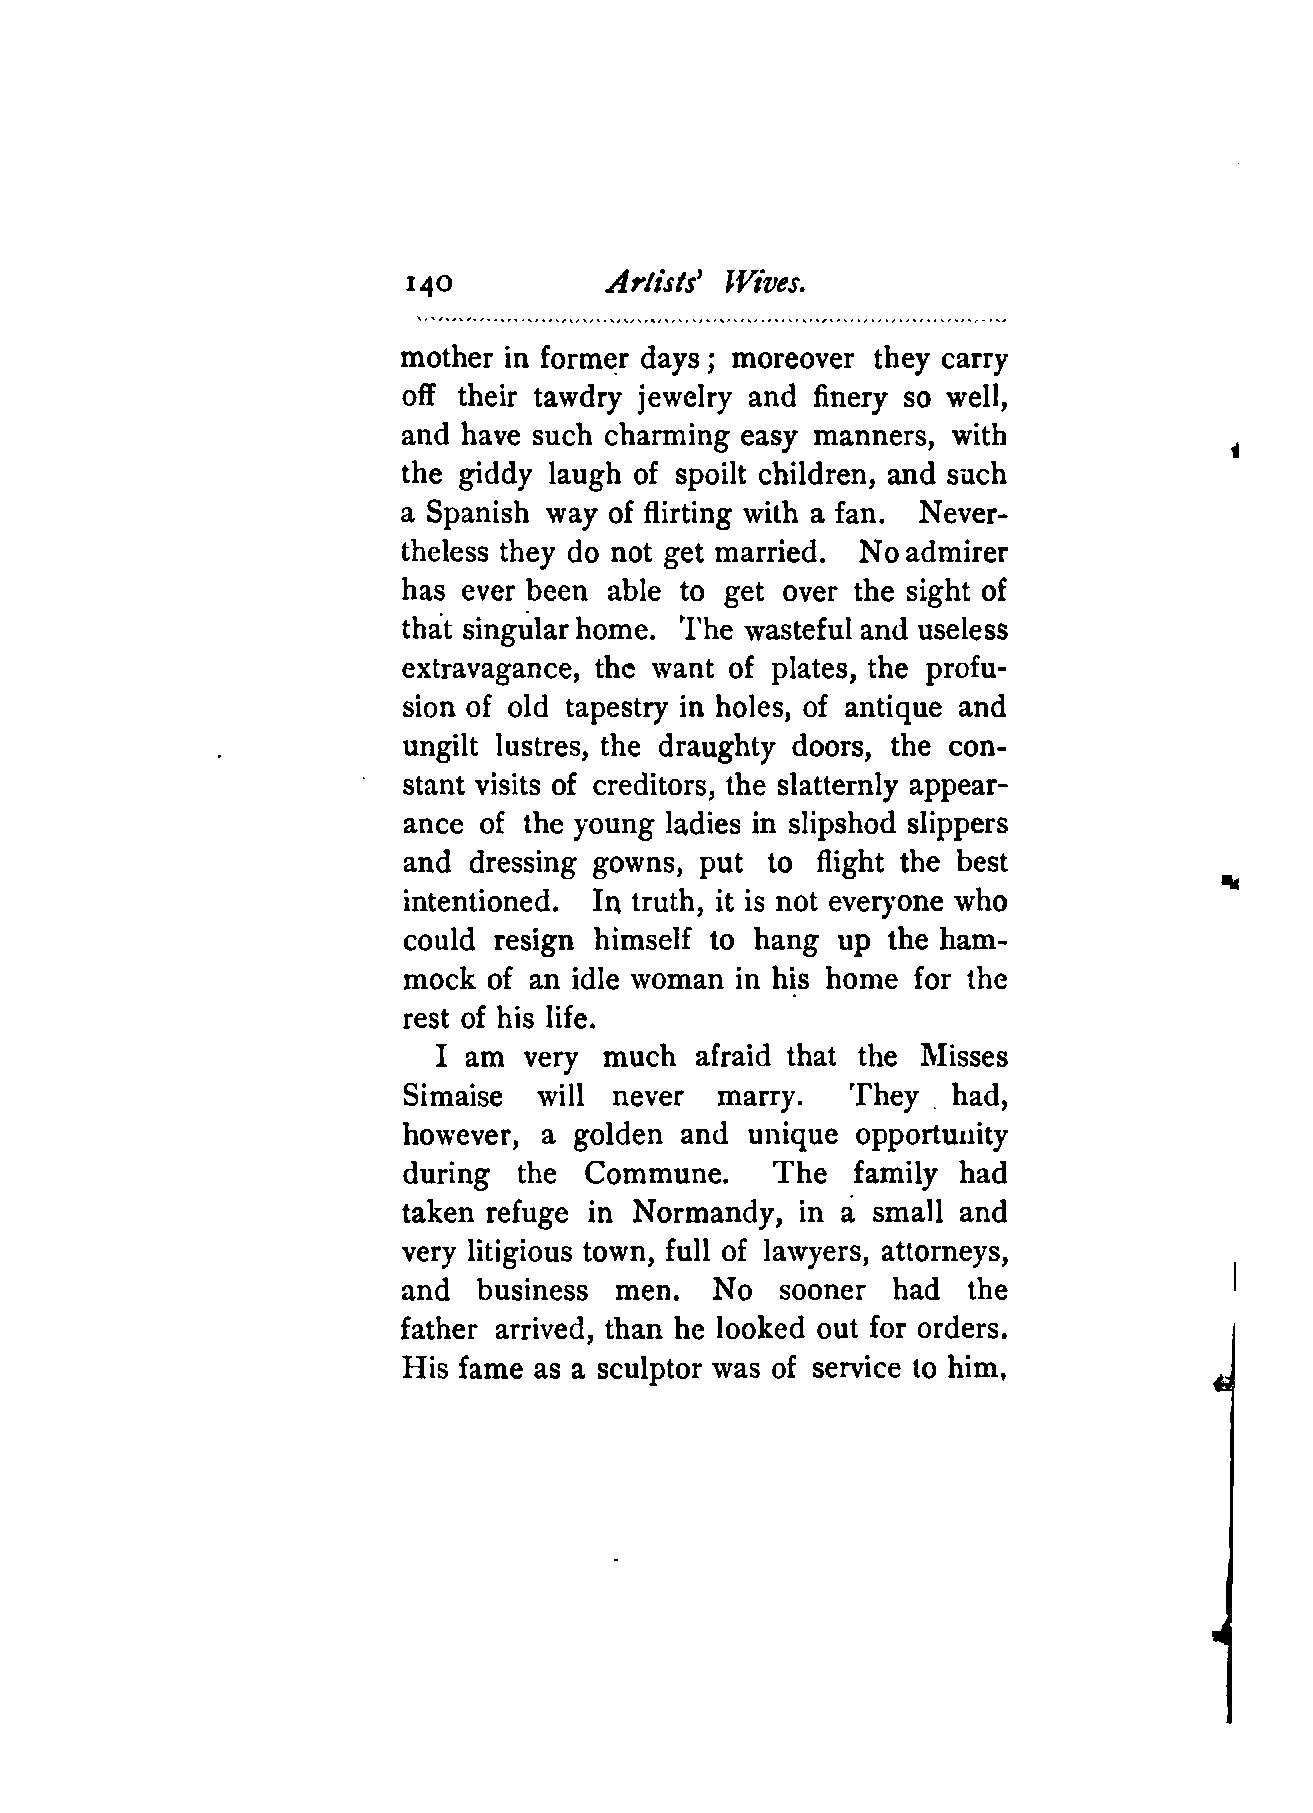 140 Artists' Wives.
mother in former days; moreover they carry
off their tawdry jewelry and finery so well,
and have such charming easy manners, with
the giddy laugh of spoilt children, and such
a Spanish way of flirting with a fan. Never-
theless they do not get married. No admirer
has ever been able to get over the sight of
that singular home. The wasteful and useless
extravagance, the want of plates, the profu-
sion of old tapestry in holes, of antique and
ungilt lustres, the draughty doors, the con-
stant visits of creditors, the slatternly appear-
ance of the young ladies in slipshod slippers
and dressing gowns, put to flight the best
intentioned. In truth, it is not everyone who
could resign himself to hang up the ham-
mock of an idle woman in his home for the
rest of his life.
I am very much afraid that the Misses
Simaise will never marry. They had,
however, a golden and unique opportunity
during the Commune. The family had
taken refuge in Normandy, in a small and
very litigious town, full of lawyers, attorneys,
and business men. No sooner had the
father arrived, than he looked out for orders.
His fame as a sculptor was of service to him,